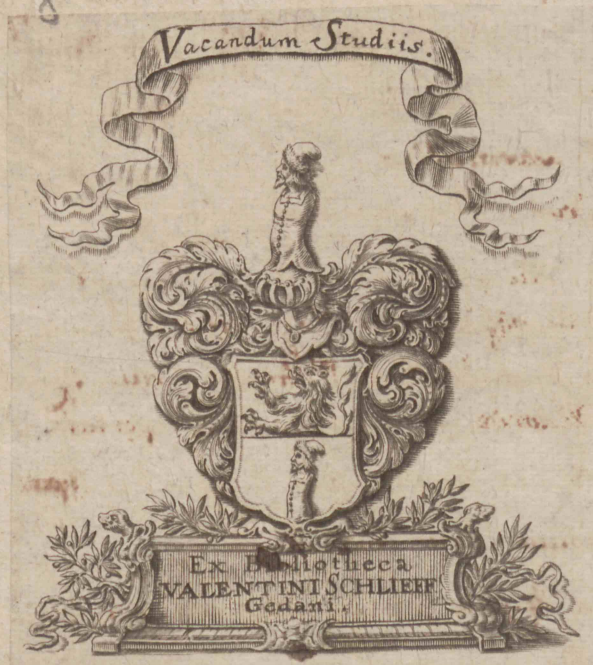 Vacandum Studiis.
Ex Bibliotheca
VALENTINI SCHLIEFF
Gedani.